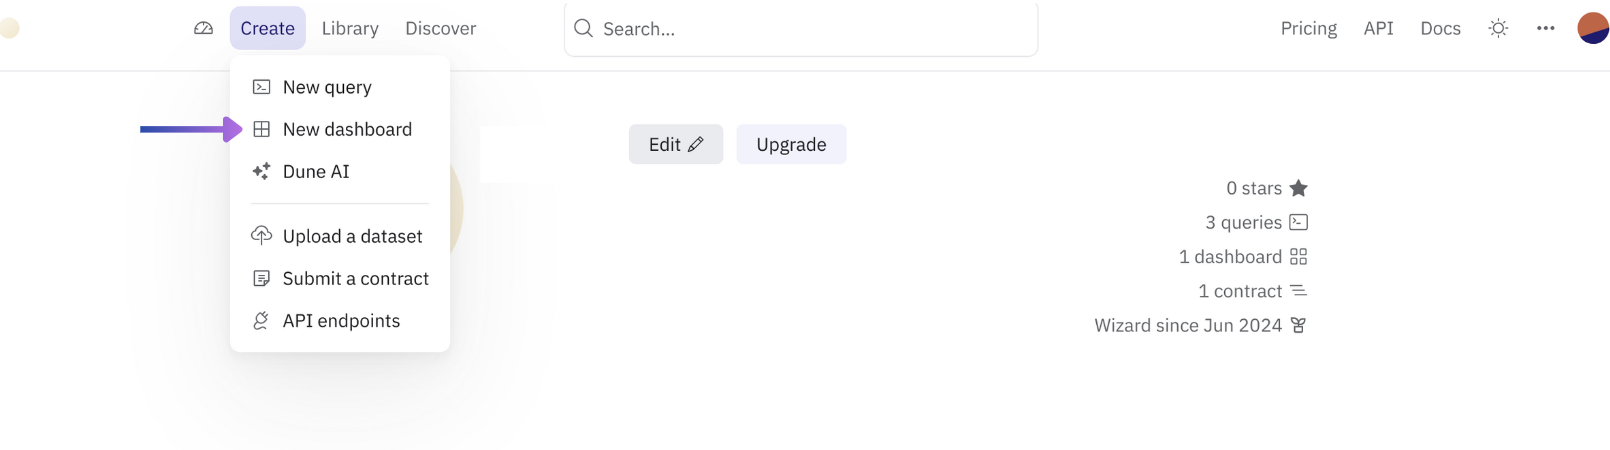 Create Library Discover Search... Pricing API Docs
New query
New dashboard
Dune AI
Upload a dataset
Submit a contract
API endpoints
Edit Upgrade
0 stars
3 queries
1 dashboard
1 contract
Wizard since Jun 2024